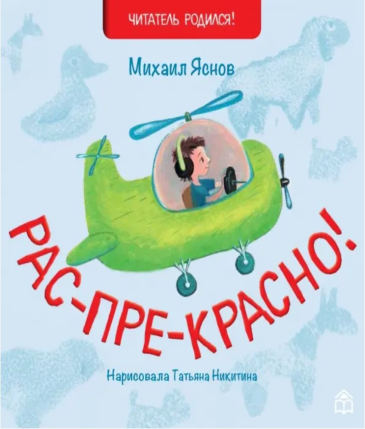 ЧИТАТЕЛЬ РОДИЛСЯ!
Михаил Яснов
РАС-ПРЕ-КРАСНО!
Нарисовала Татьяна Никитина